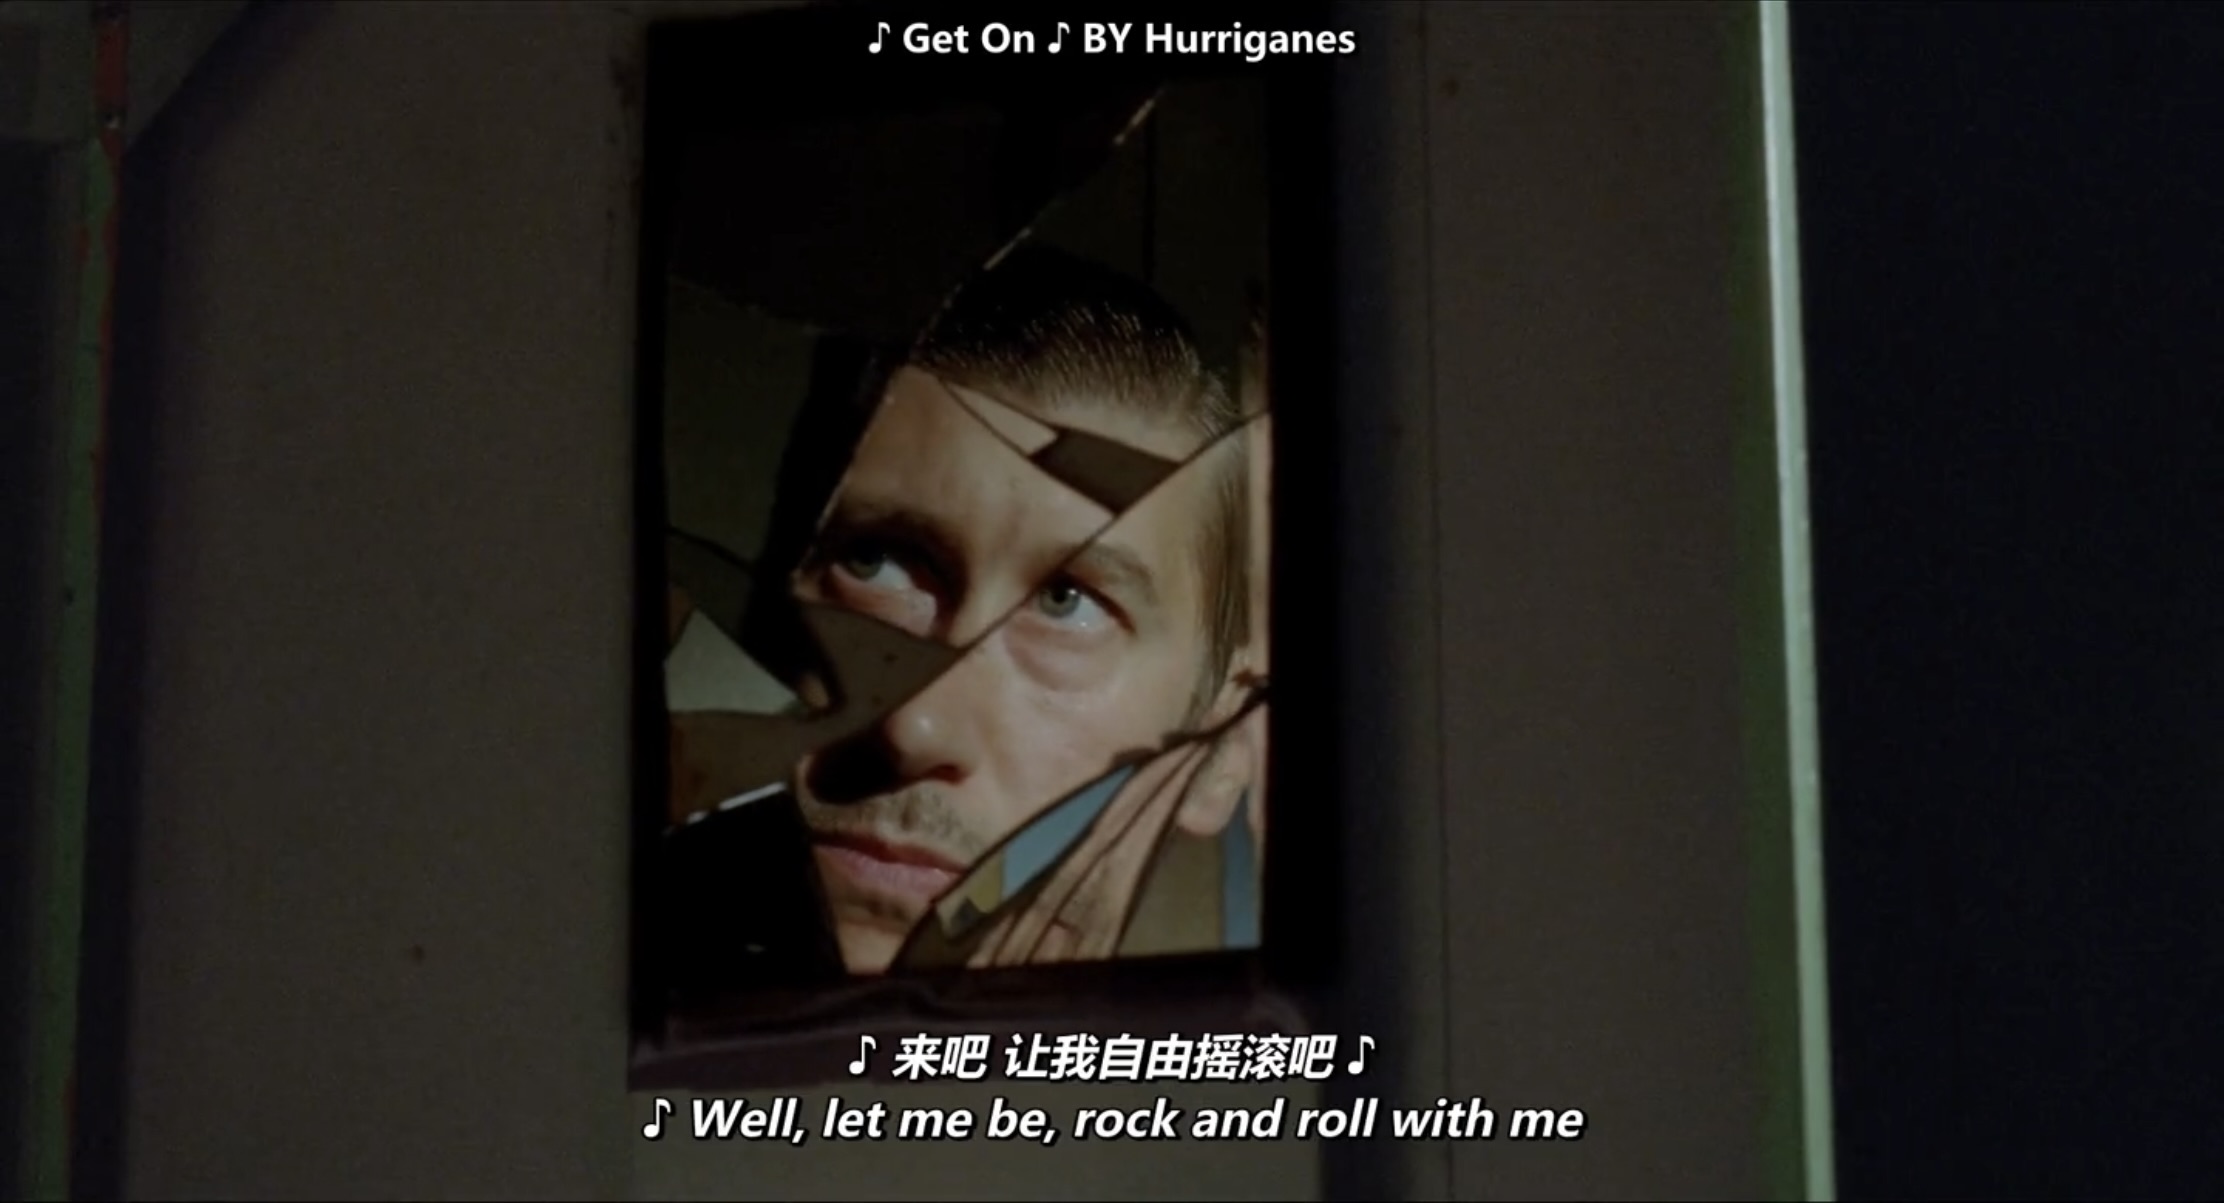 ♪ Get On ♪ BY Hurriganes
♪ 来吧 让我自由摇滚吧 ♪
♪ Well, let me be, rock and roll with me